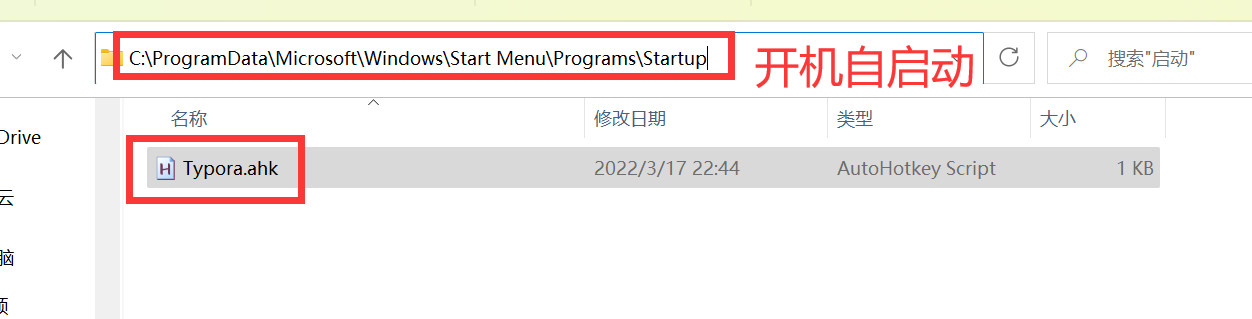 C:\ProgramData\Microsoft\Windows\Start Menu\Programs\Startup
开机自启动
搜索"启动"
名称 修改日期 类型 大小
Drive
Typora.ahk 2022/3/17 22:44 AutoHotkey Script 1 KB
云
脑